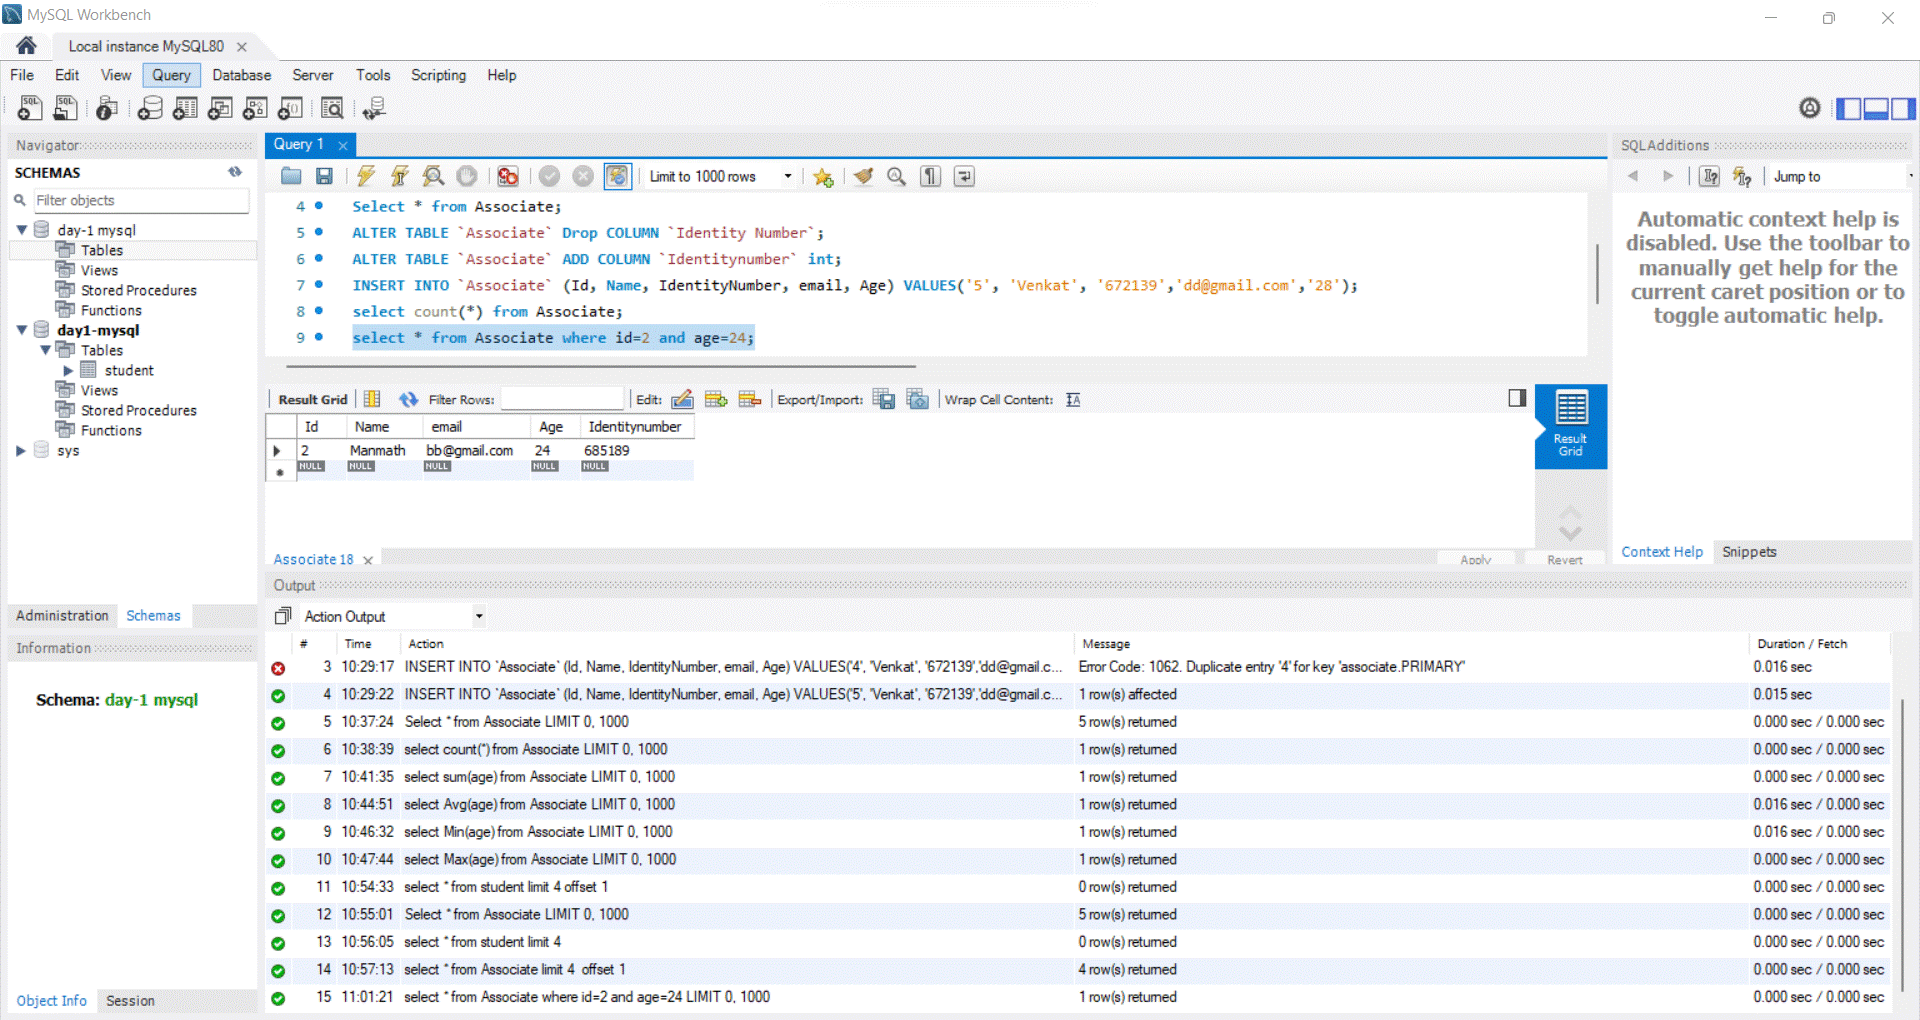 MySQL Workbench
Local instance MySQL80
File Edit View Query Database Server Tools Scripting Help
Navigator
SCHEMAS
Filter objects
day-1 mysql
Tables
Views
Stored Procedures
Functions
day1-mysql
Tables
student
Views
Stored Procedures
Functions
sys
Administration Schemas
Information
Schema: day-1 mysql
Object Info Session
Query 1
Limit to 1000 rows
4 Select * from Associate;
5 ALTER TABLE `Associate` Drop COLUMN `Identity Number`;
6 ALTER TABLE `Associate` ADD COLUMN `Identitynumber` int;
7 INSERT INTO `Associate` (Id, Name, IdentityNumber, email, Age) VALUES('5', 'Venkat', '672139','dd@gmail.com','28');
8 select count(*) from Associate;
9 select * from Associate where id=2 and age=24;
Result Grid Filter Rows: Edit: Export/Import: Wrap Cell Content:
Id Name email Age Identitynumber
2 Manmath bb@gmail.com 24 685189
NULL NULL NULL NULL NULL
Result
Grid
Associate 18
Apply Revert
SQLAdditions
Jump to
Automatic context help is
disabled. Use the toolbar to
manually get help for the
current caret position or to
toggle automatic help.
Context Help Snippets
Output
Action Output
# Time Action Message Duration / Fetch
3 10:29:17 INSERT INTO `Associate` (Id, Name, IdentityNumber, email, Age) VALUES('4', 'Venkat', '672139','dd@gmail.c... Error Code: 1062. Duplicate entry '4' for key 'associate.PRIMARY' 0.016 sec
4 10:29:22 INSERT INTO `Associate` (Id, Name, IdentityNumber, email, Age) VALUES('5', 'Venkat', '672139','dd@gmail.c... 1 row(s) affected 0.015 sec
5 10:37:24 Select * from Associate LIMIT 0, 1000 5 row(s) returned 0.000 sec / 0.000 sec
6 10:38:39 select count(*) from Associate LIMIT 0, 1000 1 row(s) returned 0.000 sec / 0.000 sec
7 10:41:35 select sum(age) from Associate LIMIT 0, 1000 1 row(s) returned 0.000 sec / 0.000 sec
8 10:44:51 select Avg(age) from Associate LIMIT 0, 1000 1 row(s) returned 0.016 sec / 0.000 sec
9 10:46:32 select Min(age) from Associate LIMIT 0, 1000 1 row(s) returned 0.016 sec / 0.000 sec
10 10:47:44 select Max(age) from Associate LIMIT 0, 1000 1 row(s) returned 0.000 sec / 0.000 sec
11 10:54:33 select * from student limit 4 offset 1 0 row(s) returned 0.000 sec / 0.000 sec
12 10:55:01 Select * from Associate LIMIT 0, 1000 5 row(s) returned 0.000 sec / 0.000 sec
13 10:56:05 select * from student limit 4 0 row(s) returned 0.000 sec / 0.000 sec
14 10:57:13 select * from Associate limit 4 offset 1 4 row(s) returned 0.000 sec / 0.000 sec
15 11:01:21 select * from Associate where id=2 and age=24 LIMIT 0, 1000 1 row(s) returned 0.000 sec / 0.000 sec